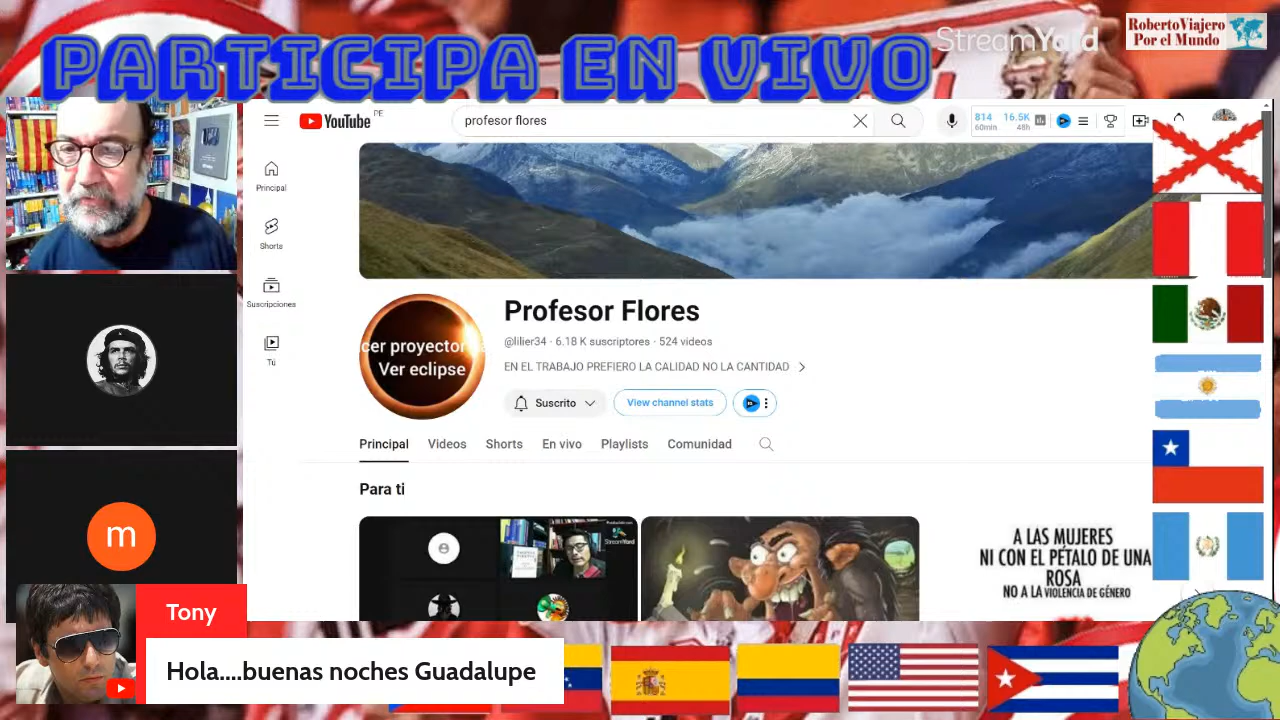 PARTICIPA EN VIVO
StreamYard
RobertoViajero
Por el Mundo
YouTube PE
profesor flores
814 16.5K
60min 48h
Principal
Shorts
Suscripciones
Tú
cer proyector
Ver eclipse
Profesor Flores
@lilier34 · 6.18 K suscriptores · 524 videos
EN EL TRABAJO PREFIERO LA CALIDAD NO LA CANTIDAD
Suscrito
View channel stats
Principal Videos Shorts En vivo Playlists Comunidad
Para ti
StreamYard
A LAS MUJERES
NI CON EL PÉTALO DE UNA
ROSA
NO A LA VIOLENCIA DE GÉNERO
m
Tony
Hola....buenas noches Guadalupe